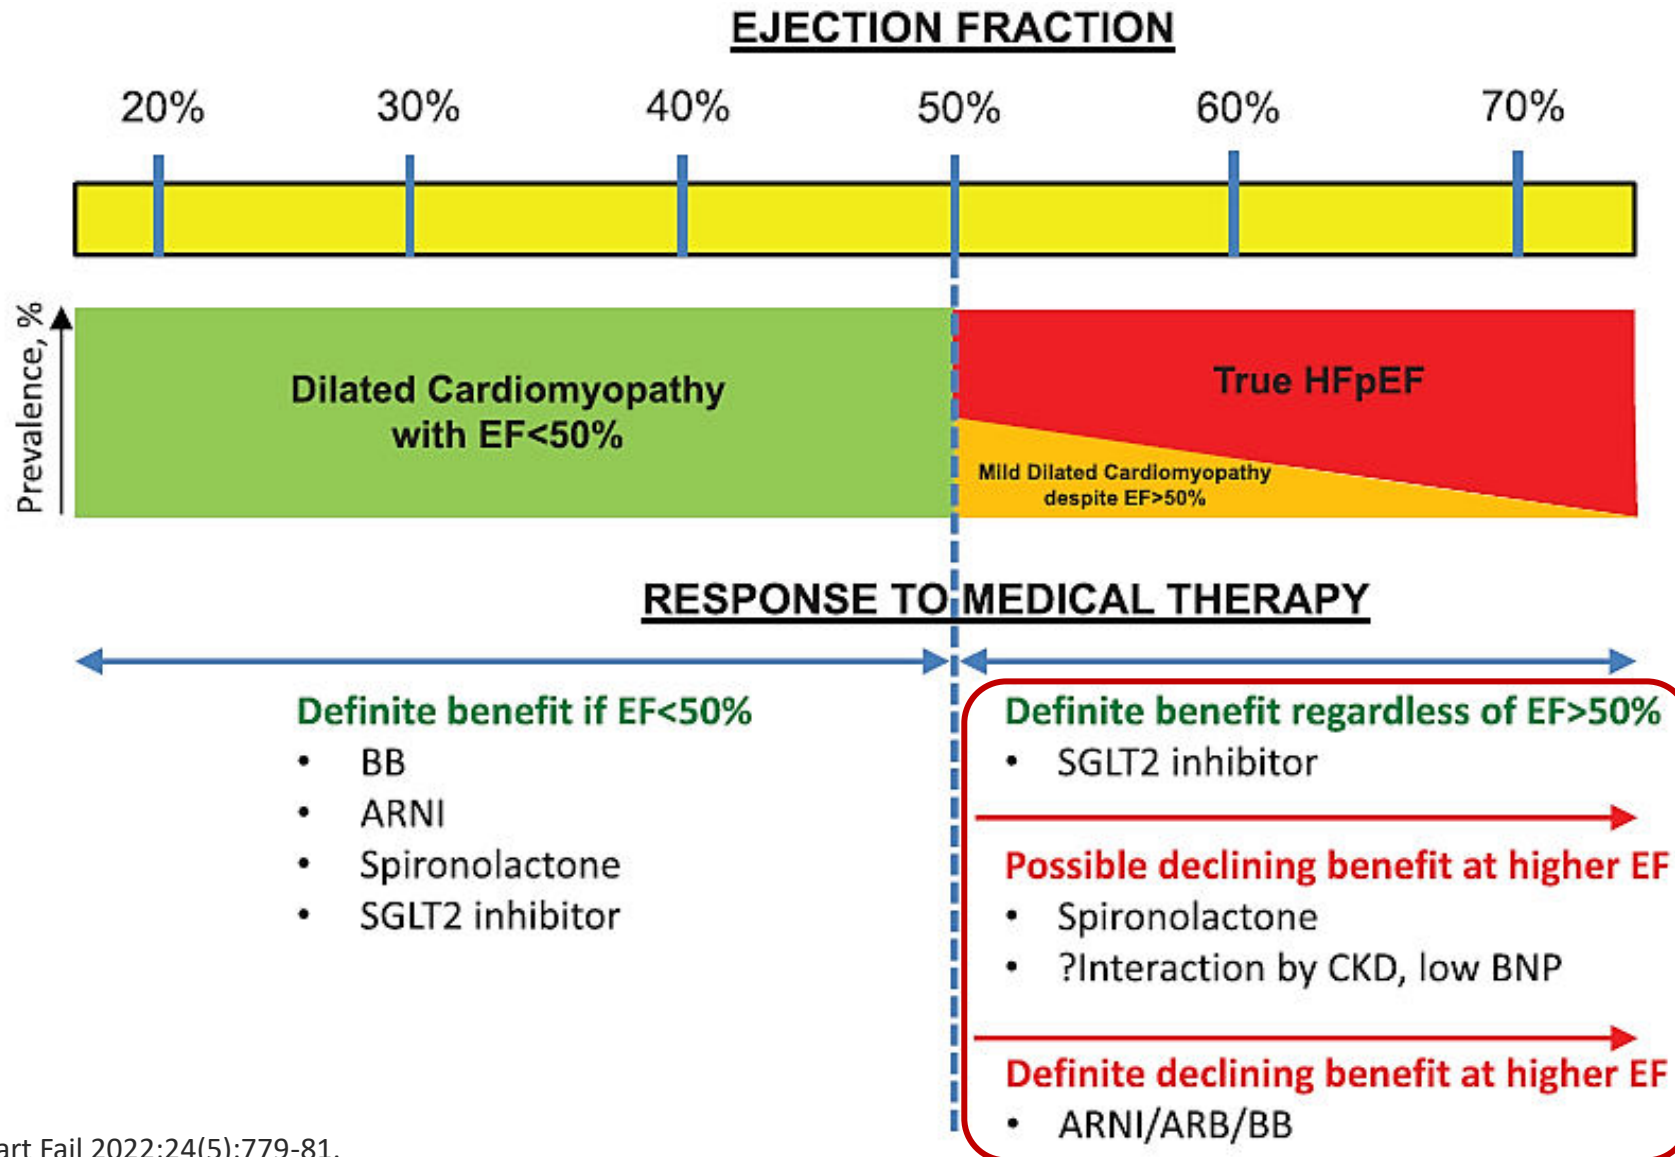 EJECTION FRACTION
20% 30% 40% 50% 60% 70%
Prevalence, %
Dilated Cardiomyopathy
with EF<50%
True HFpEF
Mild Dilated Cardiomyopathy
despite EF>50%
RESPONSE TO MEDICAL THERAPY
Definite benefit if EF<50%
• BB
• ARNI
• Spironolactone
• SGLT2 inhibitor
Definite benefit regardless of EF>50%
• SGLT2 inhibitor
Possible declining benefit at higher EF
• Spironolactone
• ?Interaction by CKD, low BNP
Definite declining benefit at higher EF
• ARNI/ARB/BB
art Fail 2022;24(5):779-81.